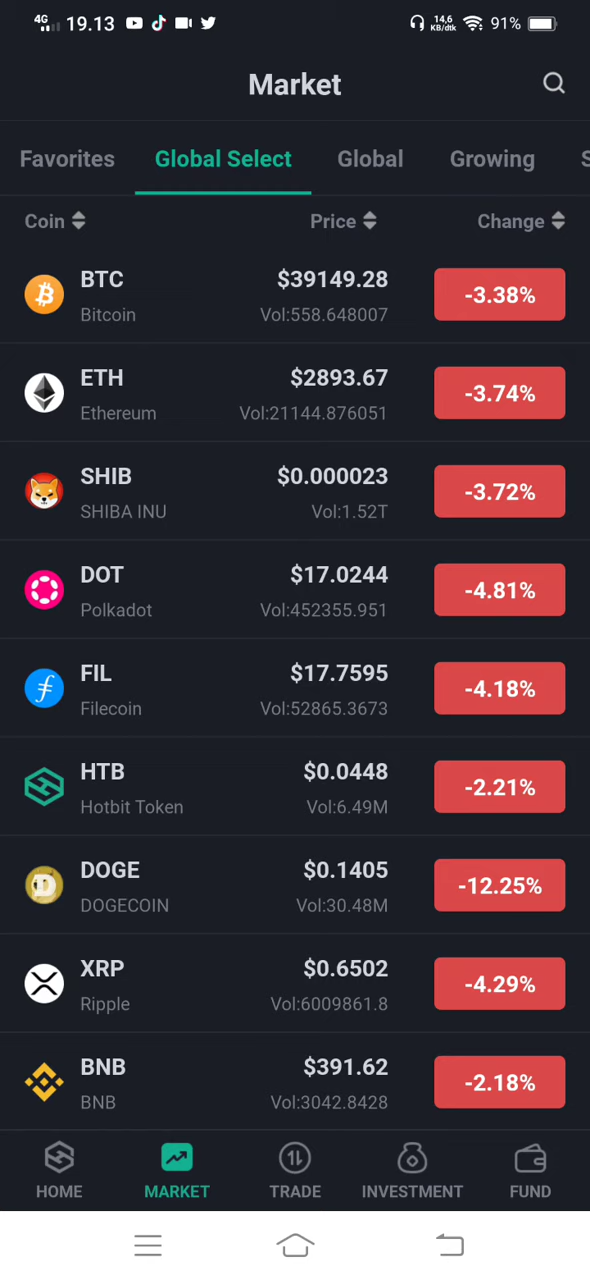 4G 19.13 14,6 KB/dtk 91%
Market
Favorites Global Select Global Growing S
Coin Price Change
BTC $39149.28 -3.38%
Bitcoin Vol:558.648007
ETH $2893.67 -3.74%
Ethereum Vol:21144.876051
SHIB $0.000023 -3.72%
SHIBA INU Vol:1.52T
DOT $17.0244 -4.81%
Polkadot Vol:452355.951
FIL $17.7595 -4.18%
Filecoin Vol:52865.3673
HTB $0.0448 -2.21%
Hotbit Token Vol:6.49M
DOGE $0.1405 -12.25%
DOGECOIN Vol:30.48M
XRP $0.6502 -4.29%
Ripple Vol:6009861.8
BNB $391.62 -2.18%
BNB Vol:3042.8428
HOME MARKET TRADE INVESTMENT FUND